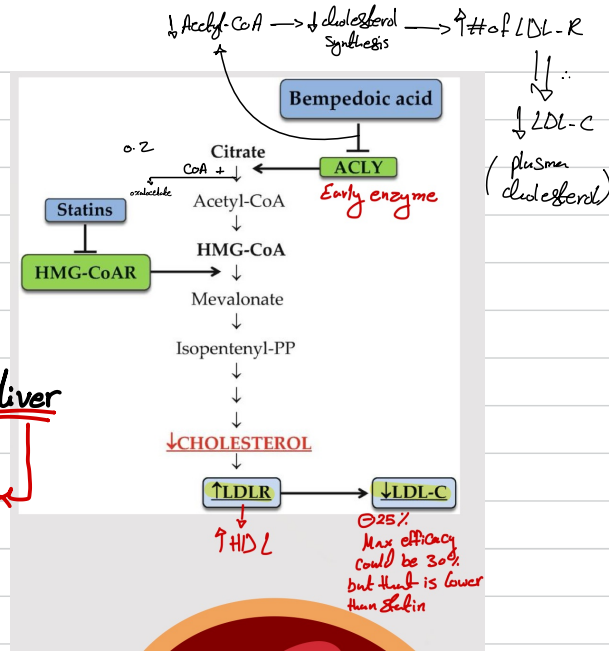 ↓ Acetyl-CoA → ↓ cholesterol synthesis → ↑ # of LDL-R
∴
↓ LDL-C
(plasma cholesterol)
Bempedoic acid
Citrate
ACLY
CoA +
oxaloacetate
Early enzyme
Acetyl-CoA
Statins
HMG-CoA
HMG-CoAR
Mevalonate
Isopentenyl-PP
liver
↓CHOLESTEROL
↑LDLR
↓LDL-C
↑ HDL
⊖25%
Max efficacy
could be 30%
but that is lower
than statin